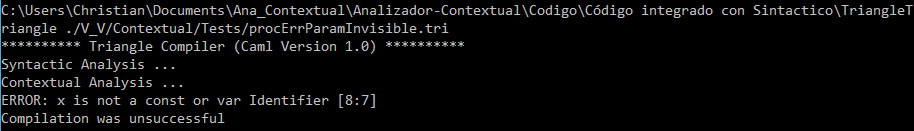 C:\Users\Christian\Documents\Ana_Contextual\Analizador-Contextual\Codigo\Código integrado con Sintactico\TriangleT
riangle ./V_V/Contextual/Tests/procErrParamInvisible.tri
********** Triangle Compiler (Caml Version 1.0) **********
Syntactic Analysis ...
Contextual Analysis ...
ERROR: x is not a const or var Identifier [8:7]
Compilation was unsuccessful